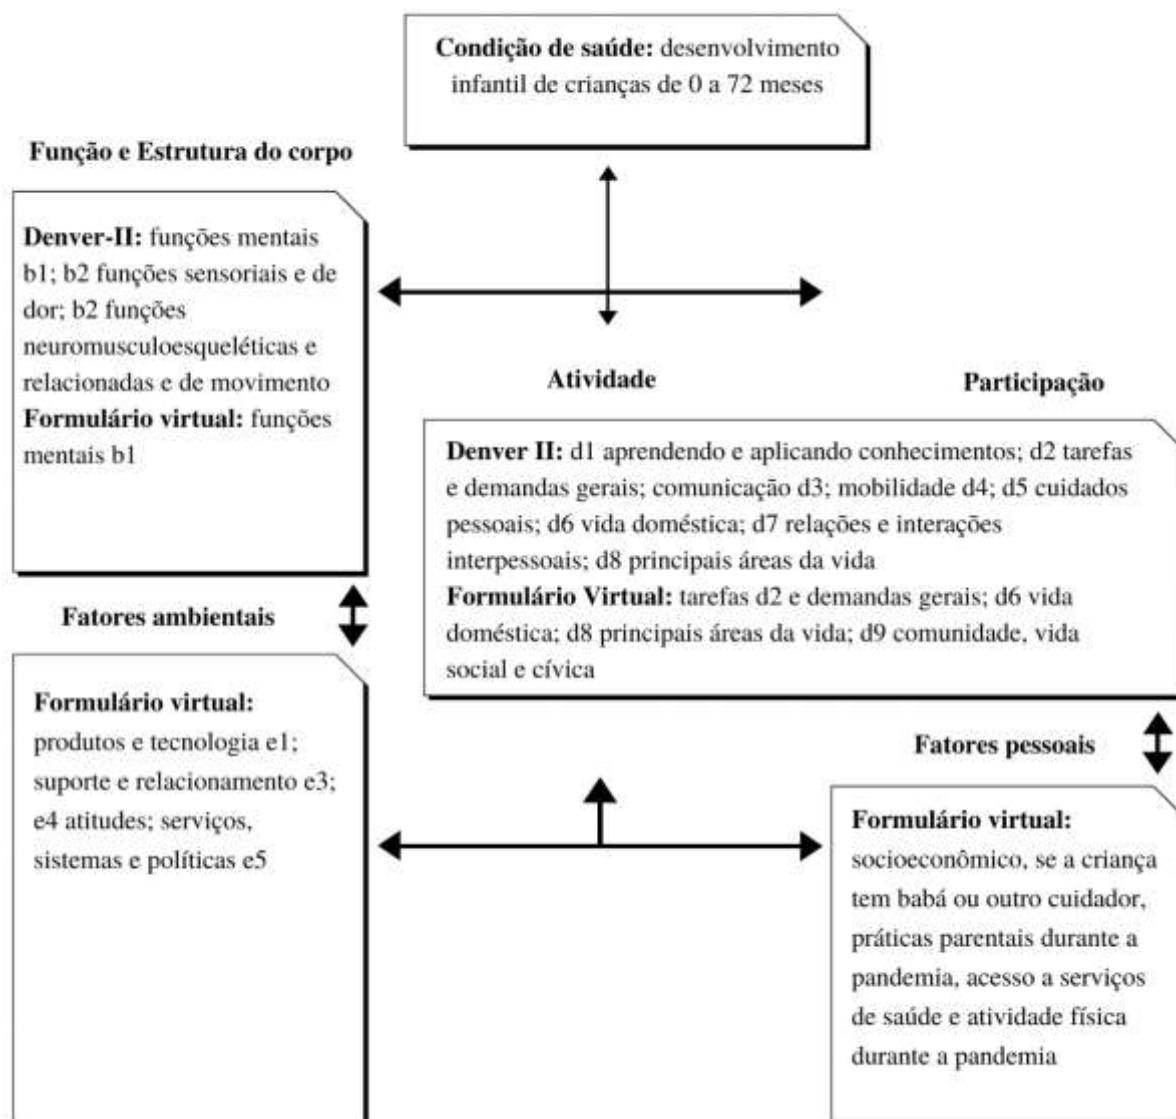 Condição de saúde: desenvolvimento
infantil de crianças de 0 a 72 meses
Função e Estrutura do corpo
Denver-II: funções mentais
b1; b2 funções sensoriais e de
dor; b2 funções
neuromusculoesqueléticas e
relacionadas e de movimento
Formulário virtual: funções
mentais b1
Atividade
Participação
Denver II: d1 aprendendo e aplicando conhecimentos; d2 tarefas
e demandas gerais; comunicação d3; mobilidade d4; d5 cuidados
pessoais; d6 vida doméstica; d7 relações e interações
interpessoais; d8 principais áreas da vida
Formulário Virtual: tarefas d2 e demandas gerais; d6 vida
doméstica; d8 principais áreas da vida; d9 comunidade, vida
social e cívica
Fatores ambientais
Formulário virtual:
produtos e tecnologia e1;
suporte e relacionamento e3;
e4 atitudes; serviços,
sistemas e políticas e5
Fatores pessoais
Formulário virtual:
socioeconômico, se a criança
tem babá ou outro cuidador,
práticas parentais durante a
pandemia, acesso a serviços
de saúde e atividade física
durante a pandemia